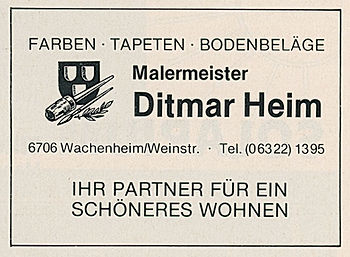 FARBEN · TAPETEN · BODENBELÄGE
Malermeister
Ditmar Heim
6706 Wachenheim/Weinstr. · Tel. (06322) 1395
IHR PARTNER FÜR EIN
SCHÖNERES WOHNEN